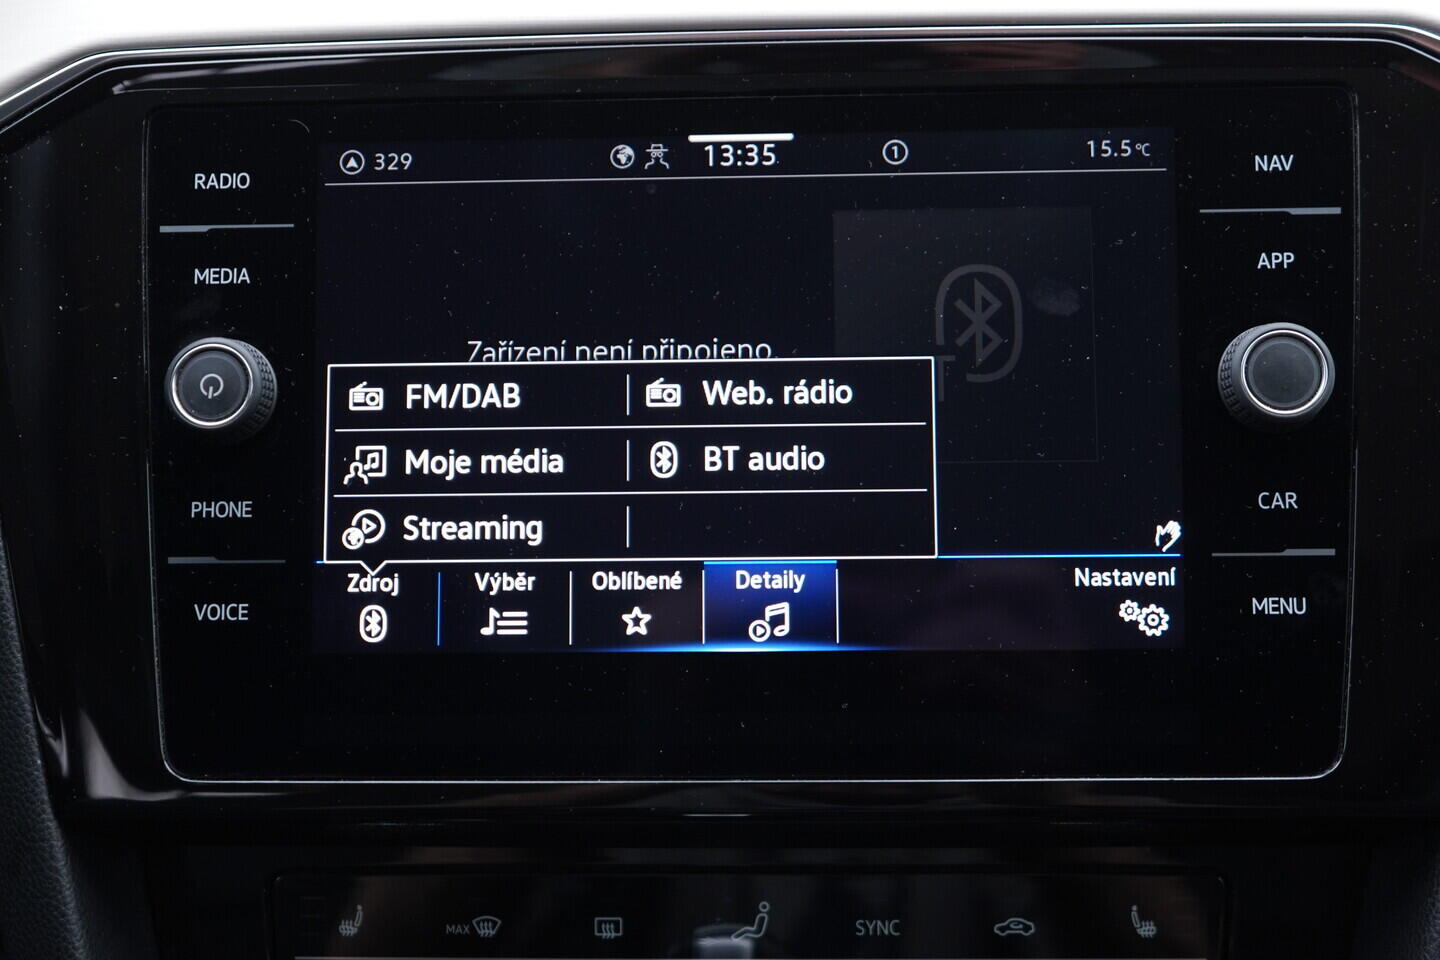 329
13:35
1
15.5°C
RADIO
MEDIA
PHONE
VOICE
NAV
APP
CAR
MENU
Zařízení není připojeno.
FM/DAB
Web. rádio
Moje média
BT audio
Streaming
Zdroj
Výběr
Oblíbené
Detaily
Nastavení
MAX
SYNC